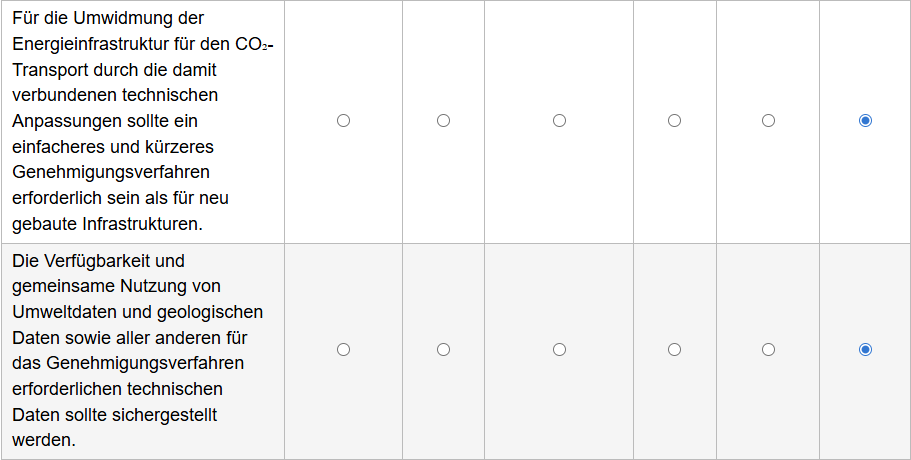 Für die Umwidmung der
Energieinfrastruktur für den CO₂-
Transport durch die damit
verbundenen technischen
Anpassungen sollte ein
einfacheres und kürzeres
Genehmigungsverfahren
erforderlich sein als für neu
gebaute Infrastrukturen.
Die Verfügbarkeit und
gemeinsame Nutzung von
Umweltdaten und geologischen
Daten sowie aller anderen für
das Genehmigungsverfahren
erforderlichen technischen
Daten sollte sichergestellt
werden.